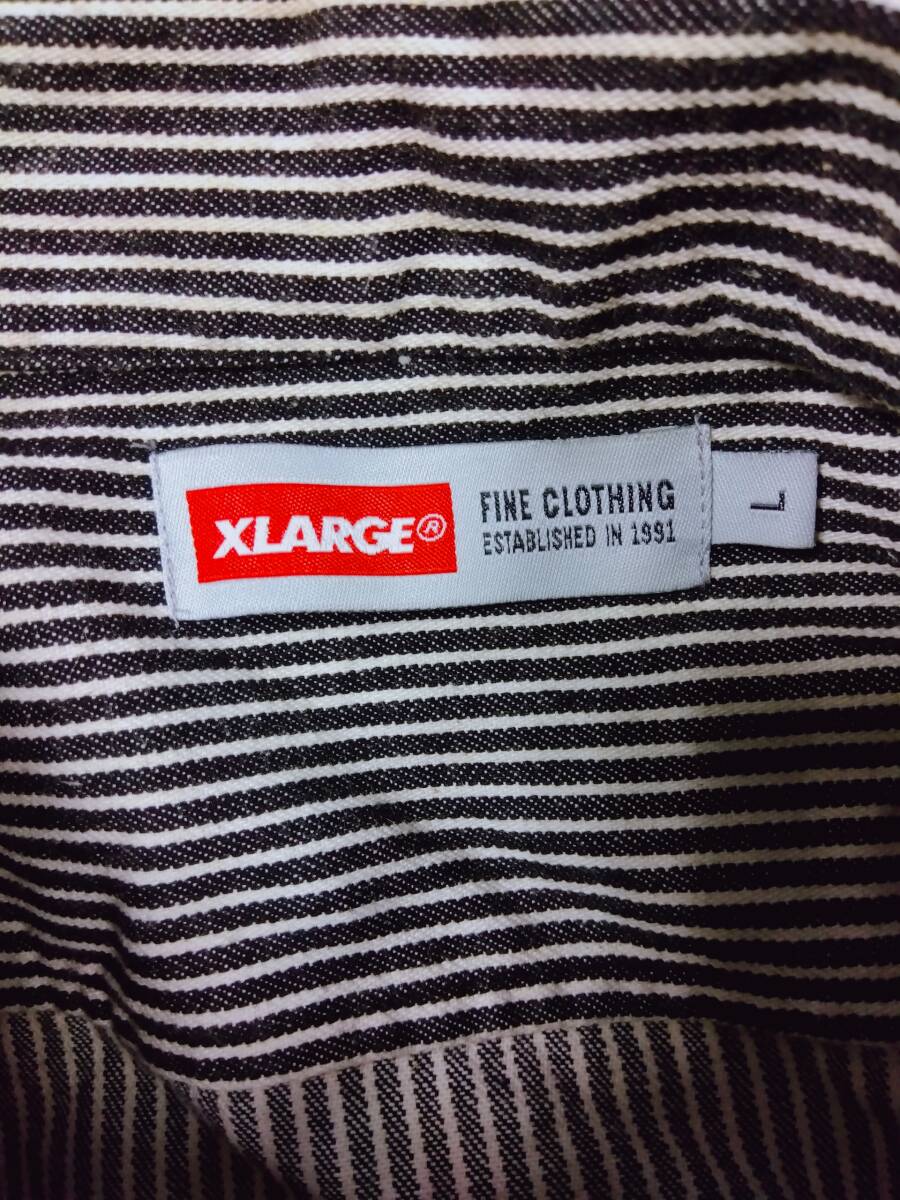 XLARGE®
FINE CLOTHING
ESTABLISHED IN 1991
L